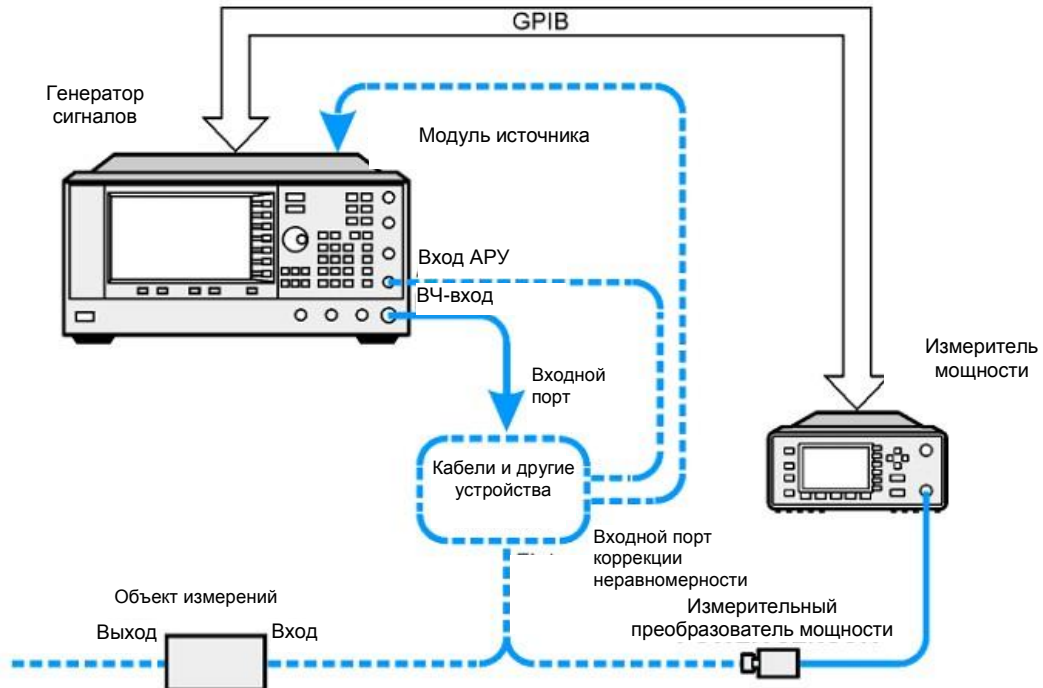 GPIB
Генератор
сигналов
Модуль источника
Вход АРУ
ВЧ-вход
Входной
порт
Измеритель
мощности
Кабели и другие
устройства
Входной порт
коррекции
неравномерности
Объект измерений
Выход
Вход
Измерительный
преобразователь мощности